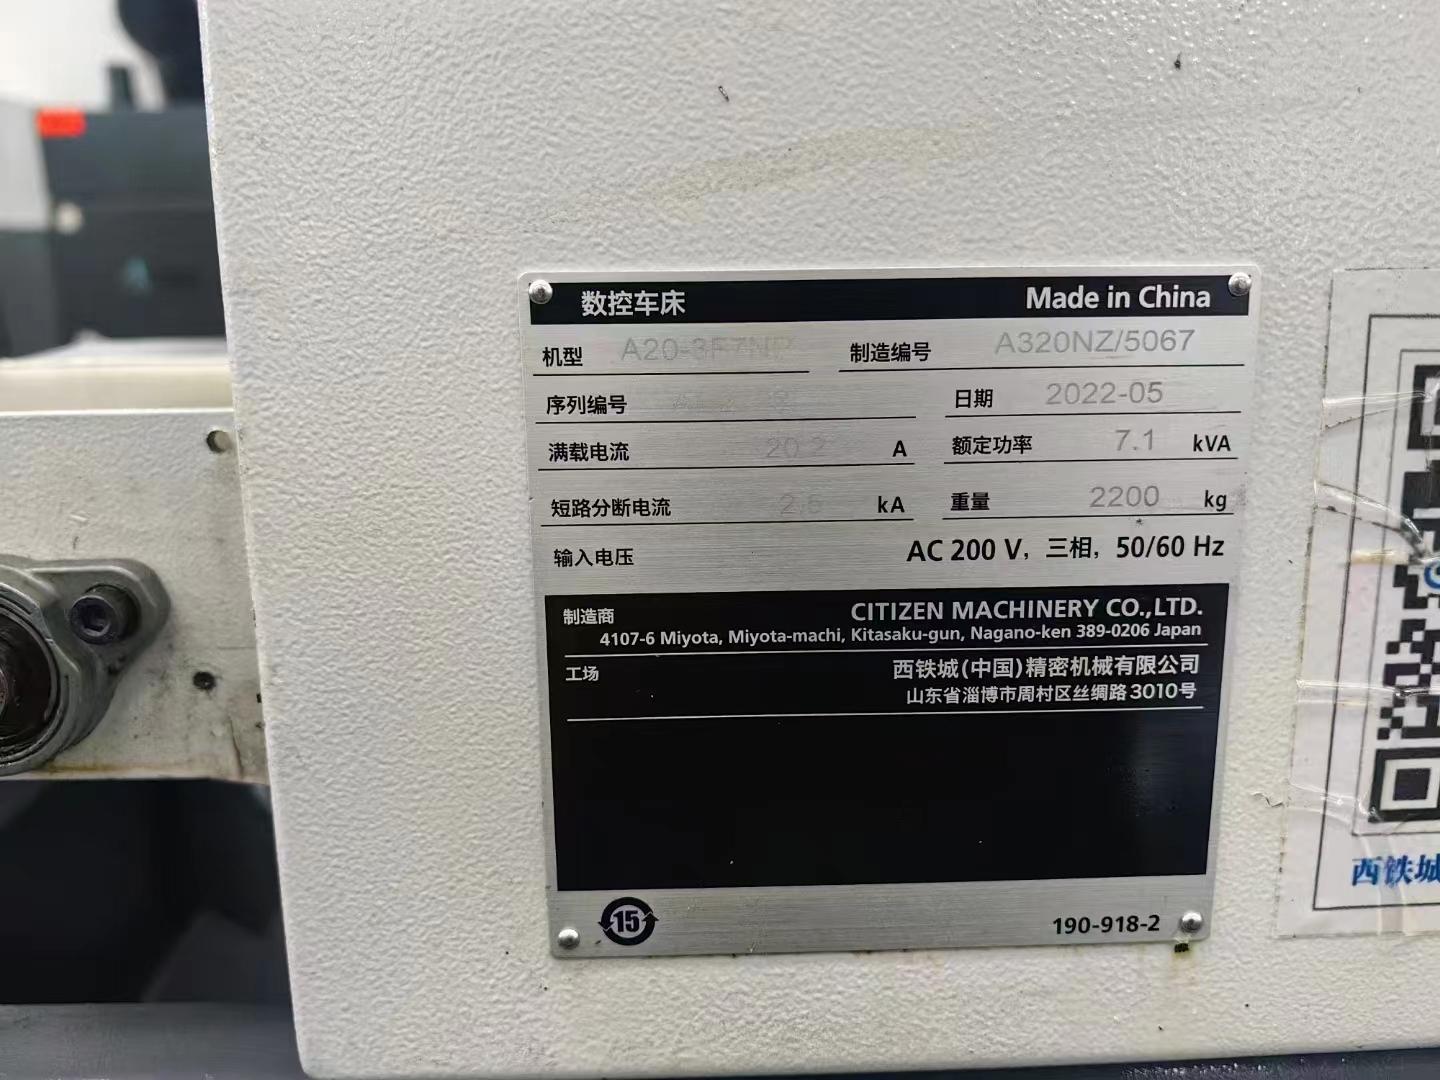 数控车床 Made in China
机型 A20-3F7NP 制造编号 A320NZ/5067
序列编号 日期 2022-05
满载电流 20.2 A 额定功率 7.1 kVA
短路分断电流 2.5 kA 重量 2200 kg
输入电压 AC 200 V，三相，50/60 Hz
制造商 CITIZEN MACHINERY CO.,LTD.
4107-6 Miyota, Miyota-machi, Kitasaku-gun, Nagano-ken 389-0206 Japan
工场 西铁城(中国)精密机械有限公司
山东省淄博市周村区丝绸路3010号
15 190-918-2
西铁城